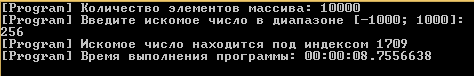 [Program] Количество элементов массива: 10000
[Program] Введите искомое число в диапазоне [-1000; 1000]:
256
[Program] Искомое число находится под индексом 1709
[Program] Время выполнения программы: 00:00:08.7556638